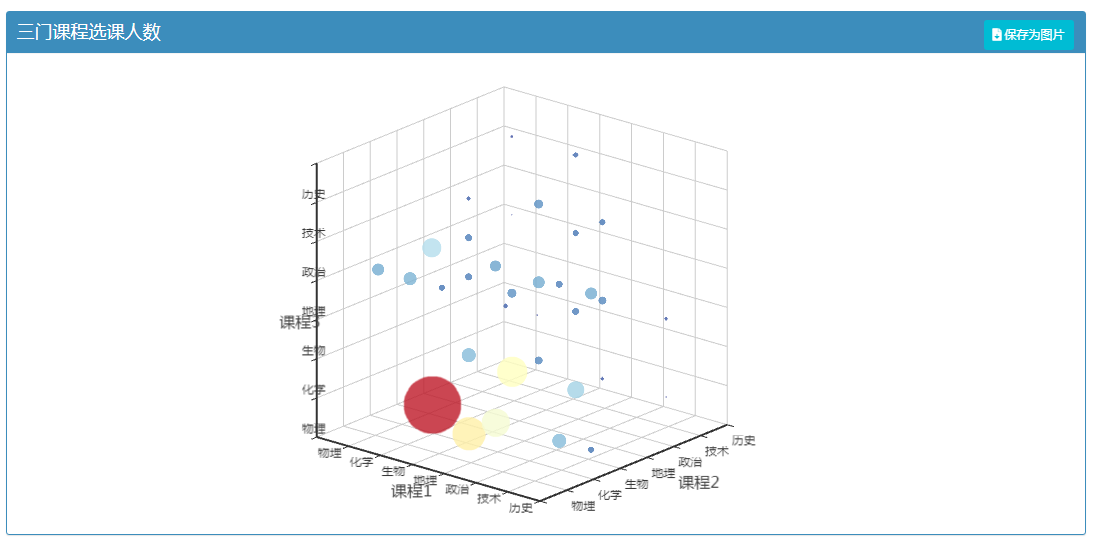 三门课程选课人数
保存为图片
历史
技术
政治
地理
课程3
生物
化学
物理
物理
化学
生物
地理
课程1
政治
技术
历史
物理
化学
生物
地理
课程2
政治
技术
历史